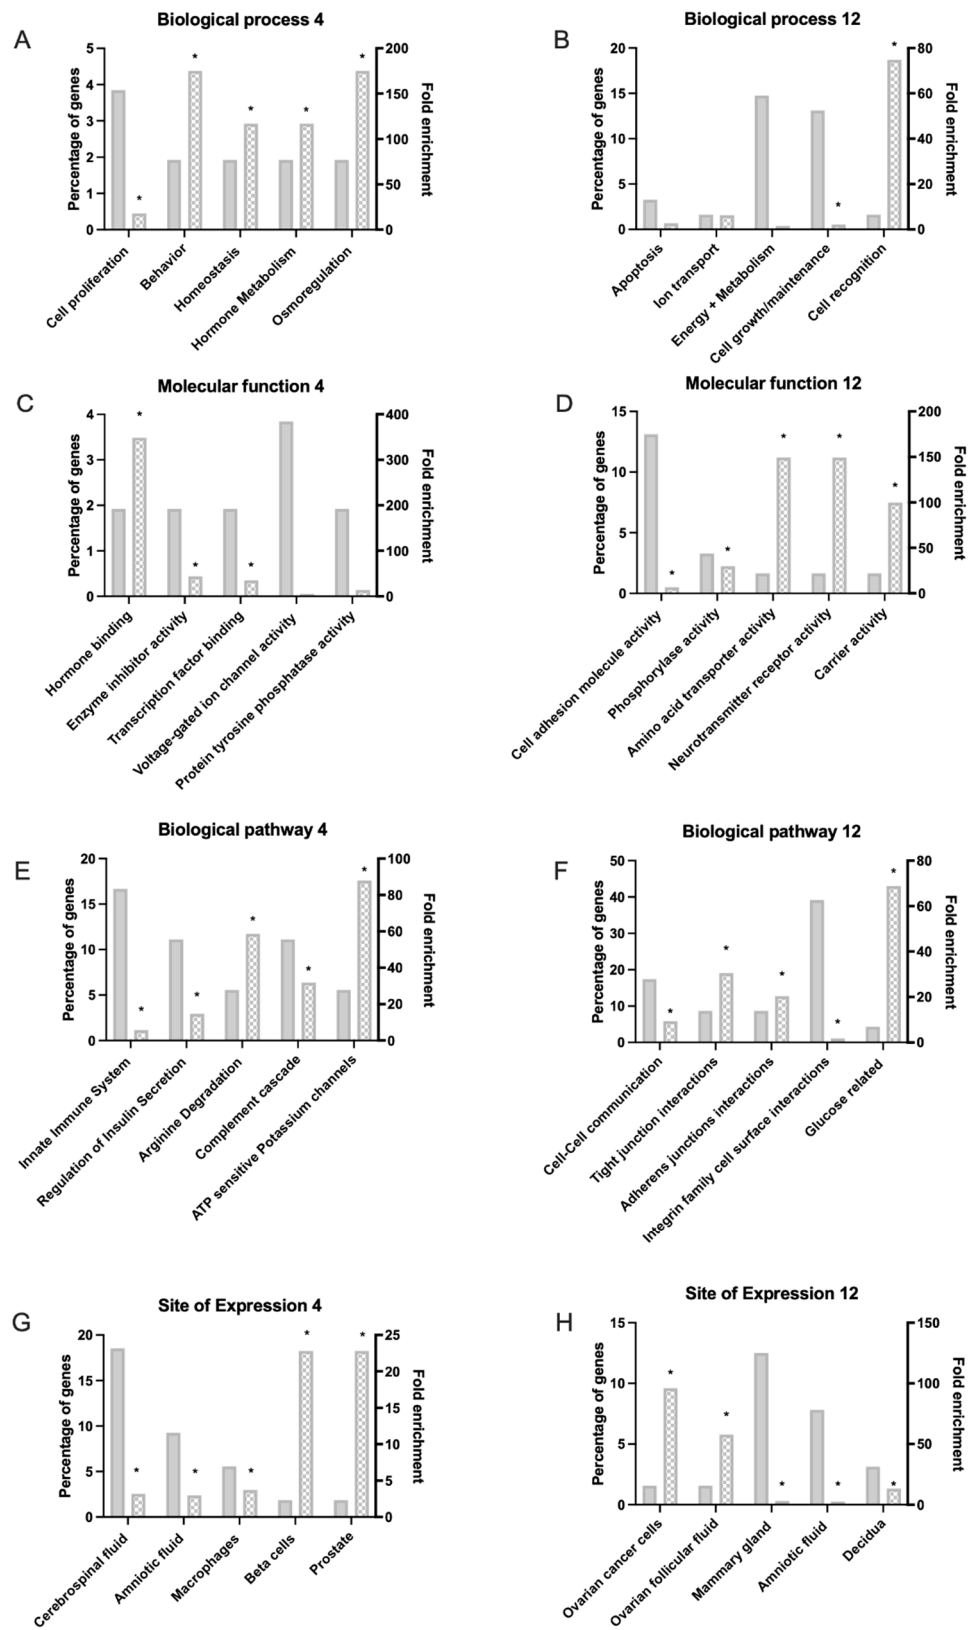 Biological process 4
A
Percentage of genes
5
4
3
2
1
0
200
150
100
50
0
Fold enrichment
* * * * *
Cell proliferation
Behavior
Homeostasis
Hormone Metabolism
Osmoregulation
Biological process 12
B
Percentage of genes
20
15
10
5
0
80
60
40
20
0
Fold enrichment
* *
Apoptosis
Ion transport
Energy + Metabolism
Cell growth/maintenance
Cell recognition
Molecular function 4
C
Percentage of genes
4
3
2
1
0
400
300
200
100
0
Fold enrichment
* * *
Hormone binding
Enzyme inhibitor activity
Transcription factor binding
Voltage-gated ion channel activity
Protein tyrosine phosphatase activity
Molecular function 12
D
Percentage of genes
15
10
5
0
200
150
100
50
0
Fold enrichment
* * * * *
Cell adhesion molecule activity
Phosphorylase activity
Amino acid transporter activity
Neurotransmitter receptor activity
Carrier activity
Biological pathway 4
E
Percentage of genes
20
15
10
5
0
100
80
60
40
20
0
Fold enrichment
* * * * *
Innate Immune System
Regulation of Insulin Secretion
Arginine Degradation
Complement cascade
ATP sensitive Potassium channels
Biological pathway 12
F
Percentage of genes
50
40
30
20
10
0
80
60
40
20
0
Fold enrichment
* * * * *
Cell-Cell communication
Tight junction interactions
Adherens junctions interactions
Integrin family cell surface interactions
Glucose related
Site of Expression 4
G
Percentage of genes
20
15
10
5
0
25
20
15
10
5
0
Fold enrichment
* * * * *
Cerebrospinal fluid
Amniotic fluid
Macrophages
Beta cells
Prostate
Site of Expression 12
H
Percentage of genes
15
10
5
0
150
100
50
0
Fold enrichment
* * * * *
Ovarian cancer cells
Ovarian follicular fluid
Mammary gland
Amniotic fluid
Decidua